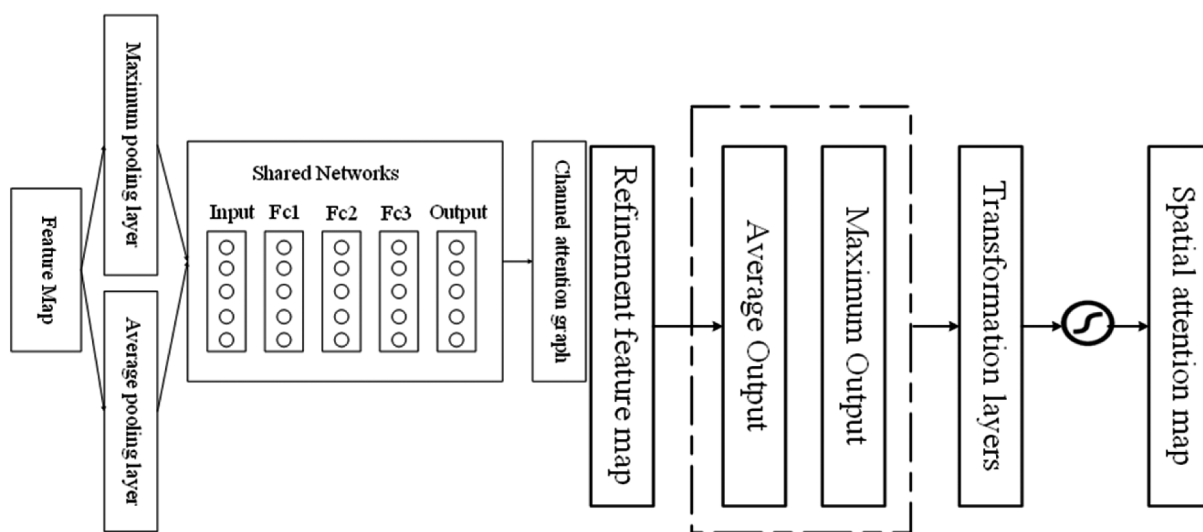 Feature Map
Maximum pooling layer
Average pooling layer
Shared Networks
Input Fc1 Fc2 Fc3 Output
Channel attention graph
Refinement feature map
Average Output
Maximum Output
Transformation layers
Spatial attention map